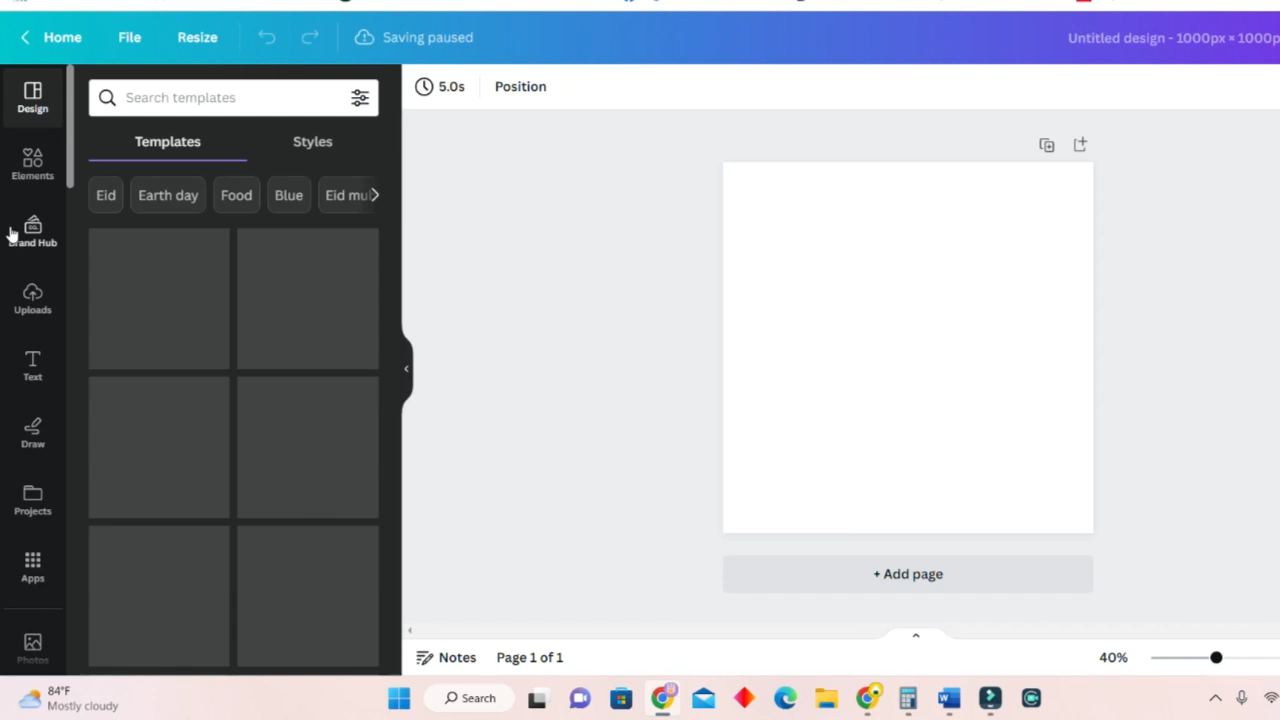 Home File Resize Saving paused Untitled design - 1000px × 1000p
Design
Search templates
5.0s Position
Templates Styles
Elements
Eid Earth day Food Blue Eid mu
Brand Hub
Uploads
Text
Draw
Projects
Apps
+ Add page
Photos
Notes Page 1 of 1 40%
84°F
Mostly cloudy
Search